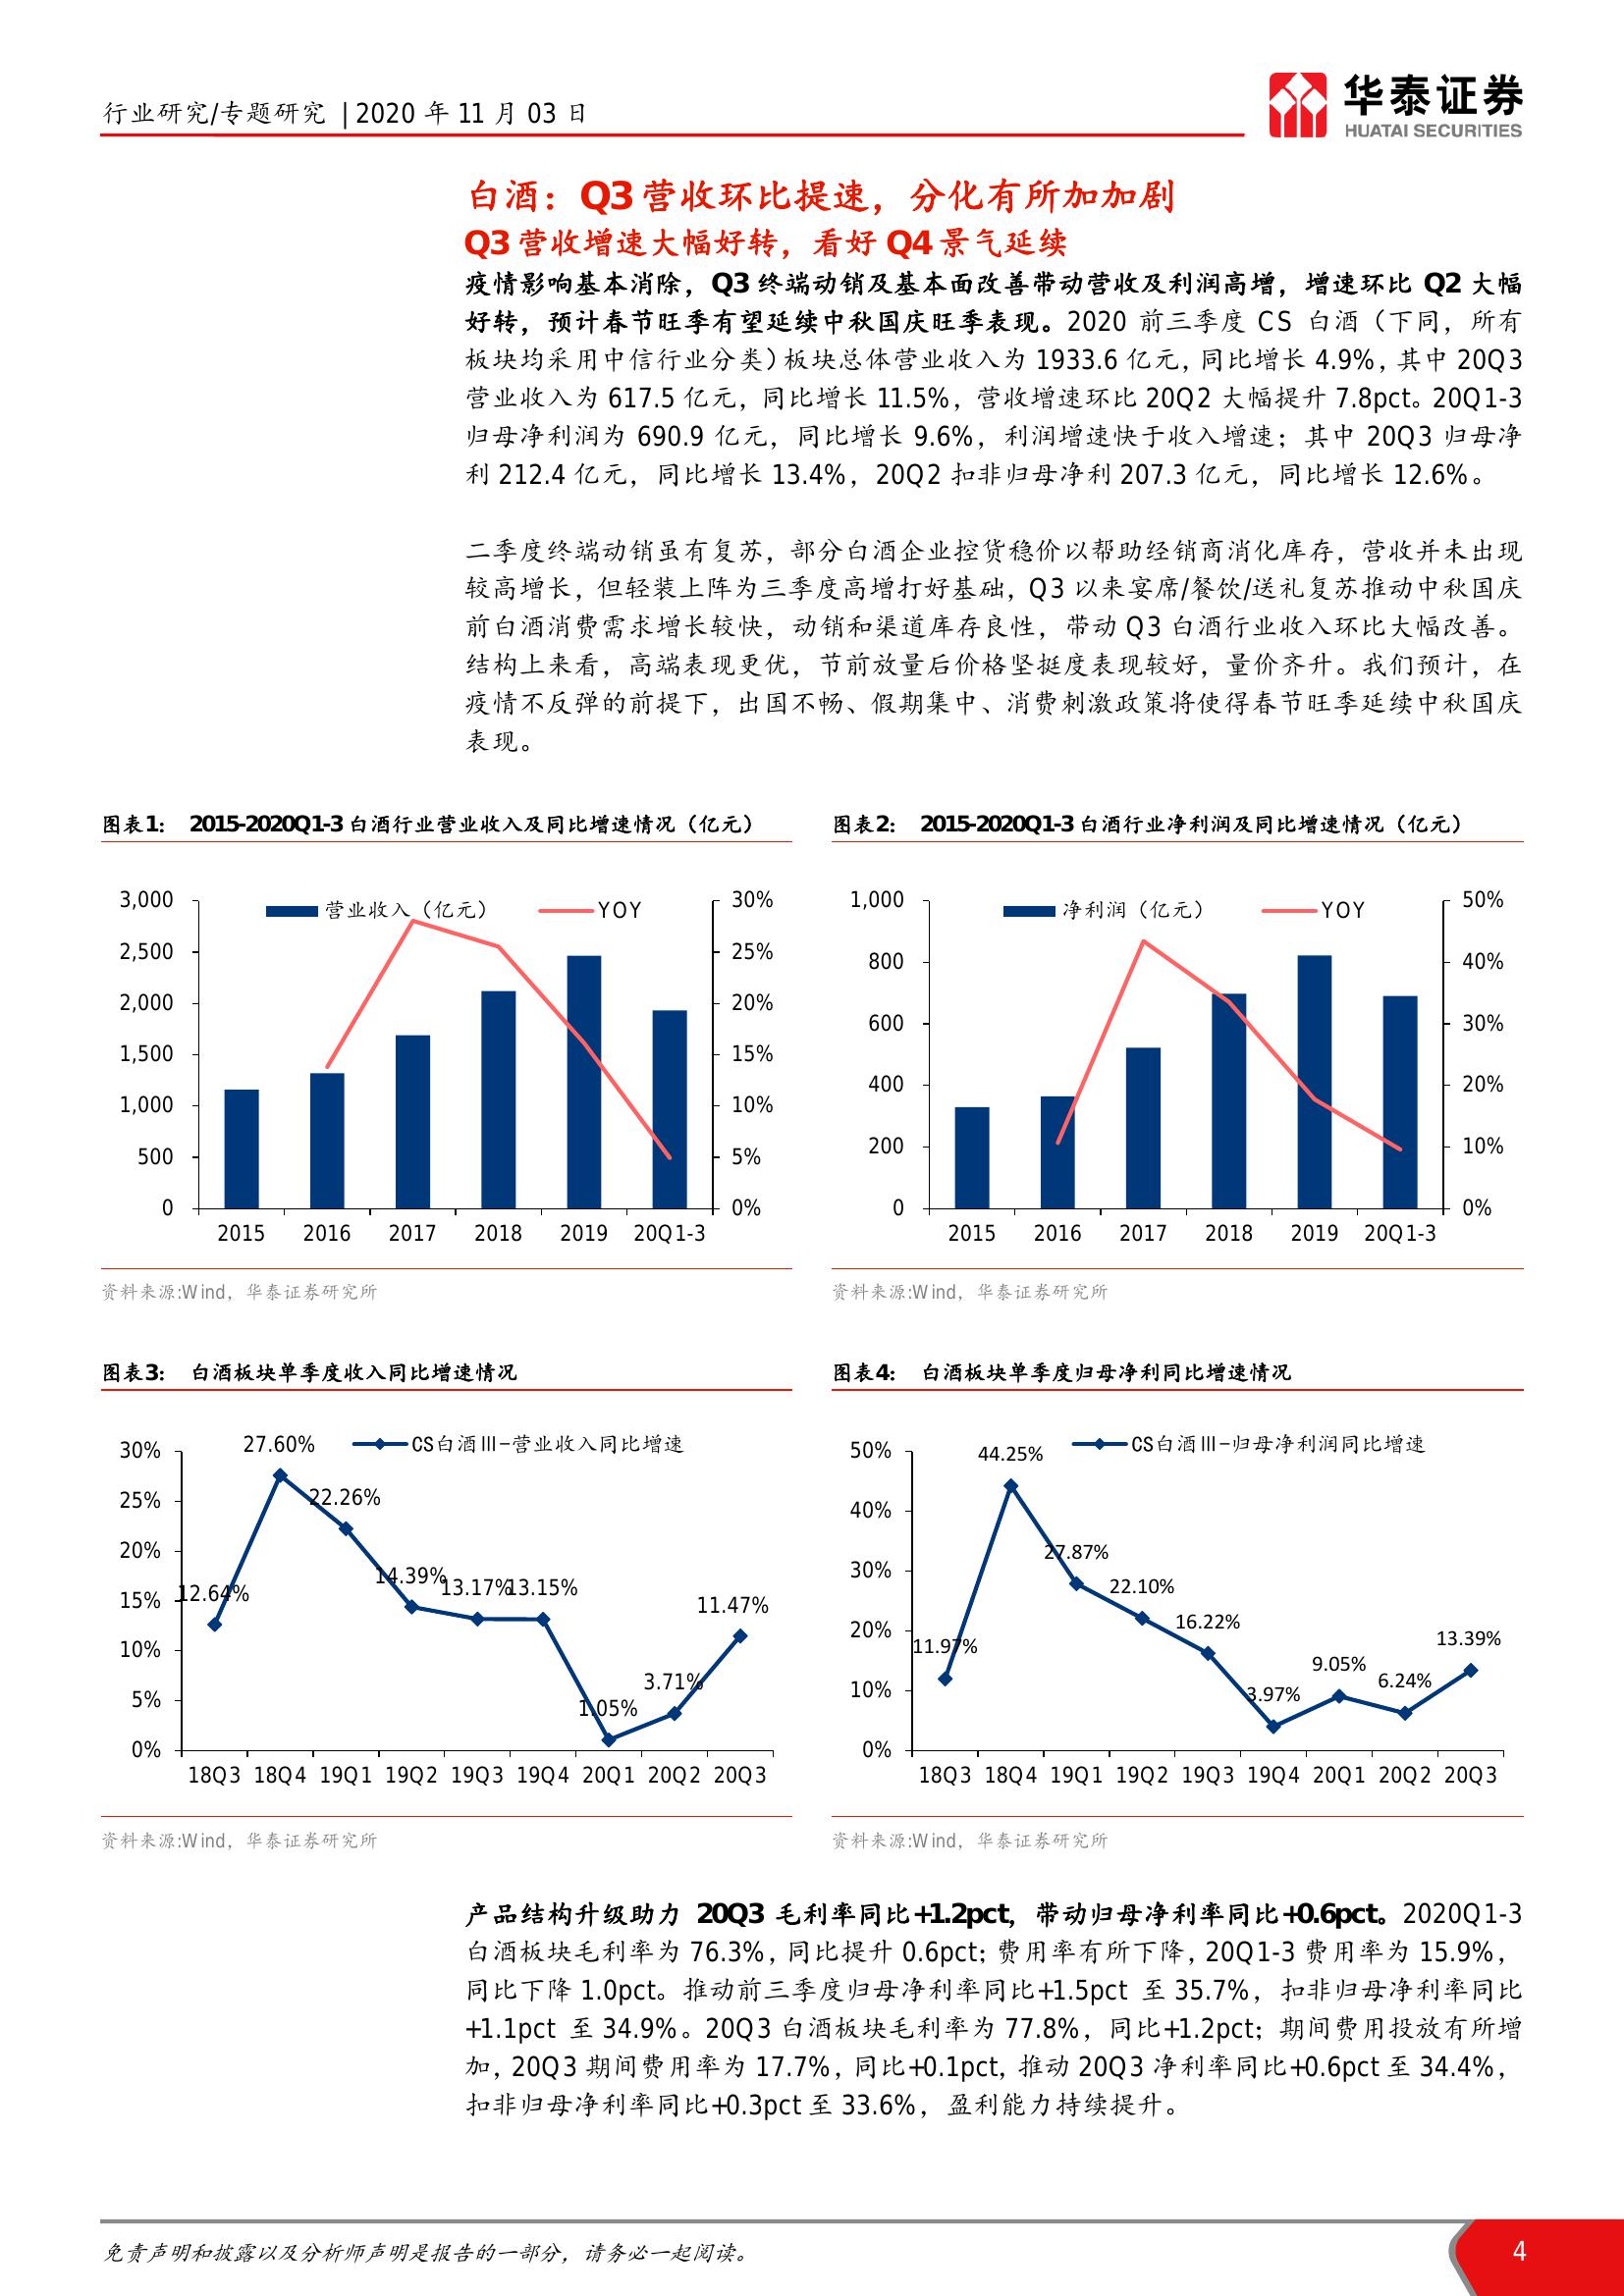 行业研究/专题研究 | 2020 年 11 月 03 日
华泰证券
HUATAI SECURITIES
白酒：Q3 营收环比提速，分化有所加加剧
Q3 营收增速大幅好转，看好 Q4 景气延续
疫情影响基本消除，Q3 终端动销及基本面改善带动营收及利润高增，增速环比 Q2 大幅
好转，预计春节旺季有望延续中秋国庆旺季表现。2020 前三季度 CS 白酒（下同，所有
板块均采用中信行业分类）板块总体营业收入为 1933.6 亿元，同比增长 4.9%，其中 20Q3
营业收入为 617.5 亿元，同比增长 11.5%，营收增速环比 20Q2 大幅提升 7.8pct。20Q1-3
归母净利润为 690.9 亿元，同比增长 9.6%，利润增速快于收入增速；其中 20Q3 归母净
利 212.4 亿元，同比增长 13.4%，20Q2 扣非归母净利 207.3 亿元，同比增长 12.6%。
二季度终端动销虽有复苏，部分白酒企业控货稳价以帮助经销商消化库存，营收并未出现
较高增长，但轻装上阵为三季度高增打好基础，Q3 以来宴席/餐饮/送礼复苏推动中秋国庆
前白酒消费需求增长较快，动销和渠道库存良性，带动 Q3 白酒行业收入环比大幅改善。
结构上来看，高端表现更优，节前放量后价格坚挺度表现较好，量价齐升。我们预计，在
疫情不反弹的前提下，出国不畅、假期集中、消费刺激政策将使得春节旺季延续中秋国庆
表现。
图表1： 2015-2020Q1-3 白酒行业营业收入及同比增速情况（亿元）
营业收入（亿元） YOY
3,000
2,500
2,000
1,500
1,000
500
0
30%
25%
20%
15%
10%
5%
0%
2015 2016 2017 2018 2019 20Q1-3
资料来源:Wind，华泰证券研究所
图表2： 2015-2020Q1-3 白酒行业净利润及同比增速情况（亿元）
净利润（亿元） YOY
1,000
800
600
400
200
0
50%
40%
30%
20%
10%
0%
2015 2016 2017 2018 2019 20Q1-3
资料来源:Wind，华泰证券研究所
图表3： 白酒板块单季度收入同比增速情况
CS白酒Ⅲ-营业收入同比增速
30%
25%
20%
15%
10%
5%
0%
12.64% 27.60% 22.26% 14.39% 13.17% 13.15% 1.05% 3.71% 11.47%
18Q3 18Q4 19Q1 19Q2 19Q3 19Q4 20Q1 20Q2 20Q3
资料来源:Wind，华泰证券研究所
图表4： 白酒板块单季度归母净利同比增速情况
CS白酒Ⅲ-归母净利润同比增速
50%
40%
30%
20%
10%
0%
11.97% 44.25% 27.87% 22.10% 16.22% 3.97% 9.05% 6.24% 13.39%
18Q3 18Q4 19Q1 19Q2 19Q3 19Q4 20Q1 20Q2 20Q3
资料来源:Wind，华泰证券研究所
产品结构升级助力 20Q3 毛利率同比+1.2pct，带动归母净利率同比+0.6pct。2020Q1-3
白酒板块毛利率为 76.3%，同比提升 0.6pct；费用率有所下降，20Q1-3 费用率为 15.9%，
同比下降 1.0pct。推动前三季度归母净利率同比+1.5pct 至 35.7%，扣非归母净利率同比
+1.1pct 至 34.9%。20Q3 白酒板块毛利率为 77.8%，同比+1.2pct；期间费用投放有所增
加，20Q3 期间费用率为 17.7%，同比+0.1pct，推动 20Q3 净利率同比+0.6pct 至 34.4%，
扣非归母净利率同比+0.3pct 至 33.6%，盈利能力持续提升。
免责声明和披露以及分析师声明是报告的一部分，请务必一起阅读。
4